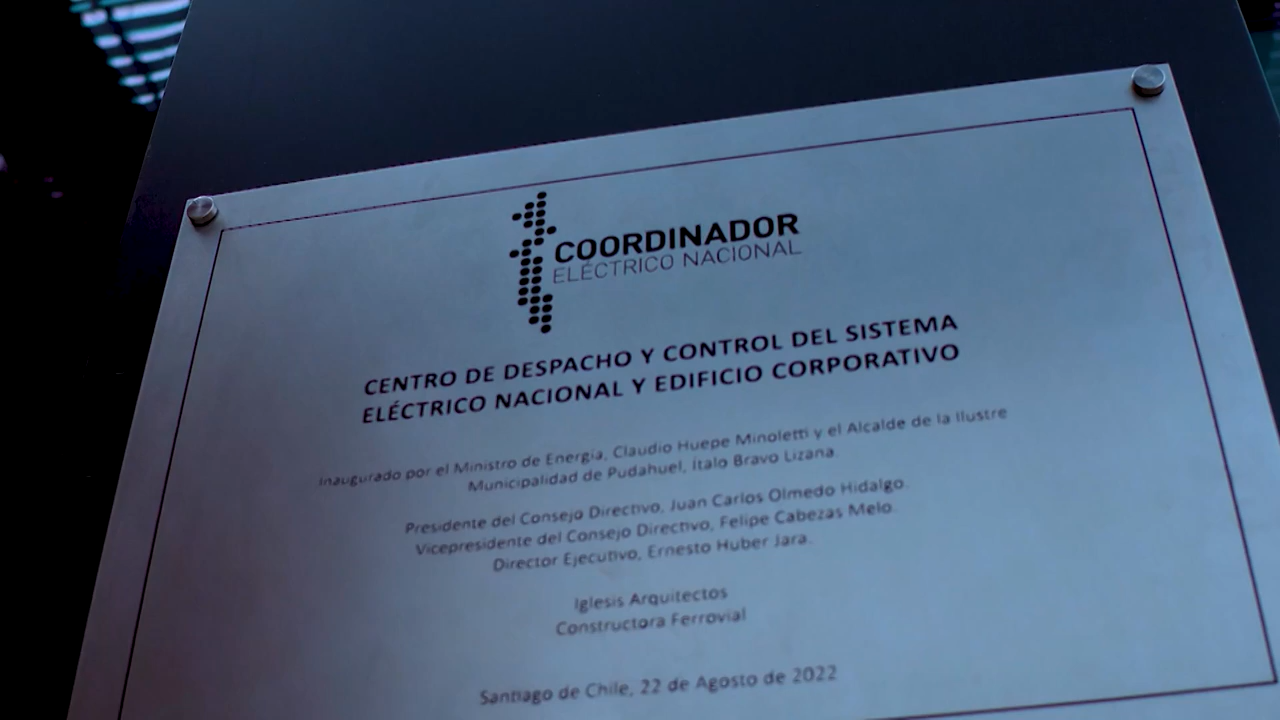 COORDINADOR
ELÉCTRICO NACIONAL
CENTRO DE DESPACHO Y CONTROL DEL SISTEMA
ELÉCTRICO NACIONAL Y EDIFICIO CORPORATIVO
Inaugurado por el Ministro de Energía, Claudio Huepe Minoletti y el Alcalde de la Ilustre
Municipalidad de Pudahuel, Ítalo Bravo Lizana.
Presidente del Consejo Directivo, Juan Carlos Olmedo Hidalgo.
Vicepresidente del Consejo Directivo, Felipe Cabezas Melo.
Director Ejecutivo, Ernesto Huber Jara.
Iglesis Arquitectos
Constructora Ferrovial
Santiago de Chile, 22 de Agosto de 2022